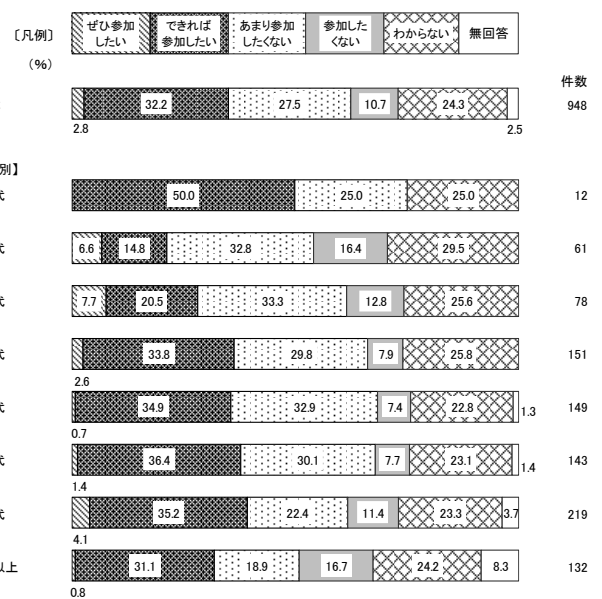 〔凡例〕
ぜひ参加
したい
できれば
参加したい
あまり参加
したくない
参加した
くない
わからない
無回答
(%)
件数
32.2 27.5 10.7 24.3 948
2.8 2.5
別】
代 50.0 25.0 25.0 12
代 6.6 14.8 32.8 16.4 29.5 61
代 7.7 20.5 33.3 12.8 25.6 78
代 33.8 29.8 7.9 25.8 151
2.6
代 34.9 32.9 7.4 22.8 1.3 149
0.7
代 36.4 30.1 7.7 23.1 1.4 143
1.4
代 35.2 22.4 11.4 23.3 3.7 219
4.1
以上 31.1 18.9 16.7 24.2 8.3 132
0.8